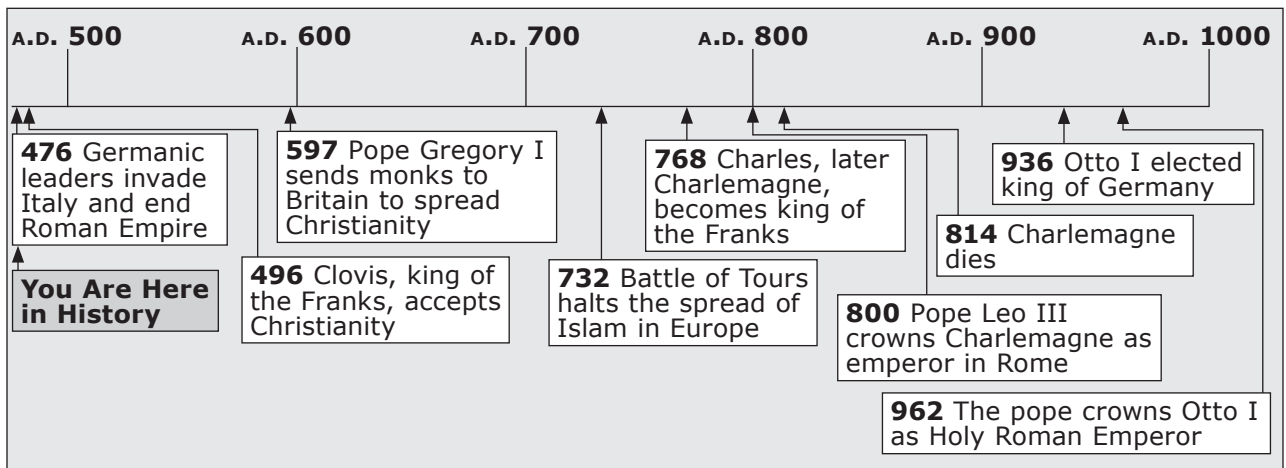 A.D. 500 A.D. 600 A.D. 700 A.D. 800 A.D. 900 A.D. 1000
476 Germanic
leaders invade
Italy and end
Roman Empire
You Are Here
in History
496 Clovis, king of
the Franks, accepts
Christianity
597 Pope Gregory I
sends monks to
Britain to spread
Christianity
732 Battle of Tours
halts the spread of
Islam in Europe
768 Charles, later
Charlemagne,
becomes king of
the Franks
800 Pope Leo III
crowns Charlemagne as
emperor in Rome
814 Charlemagne
dies
936 Otto I elected
king of Germany
962 The pope crowns Otto I
as Holy Roman Emperor